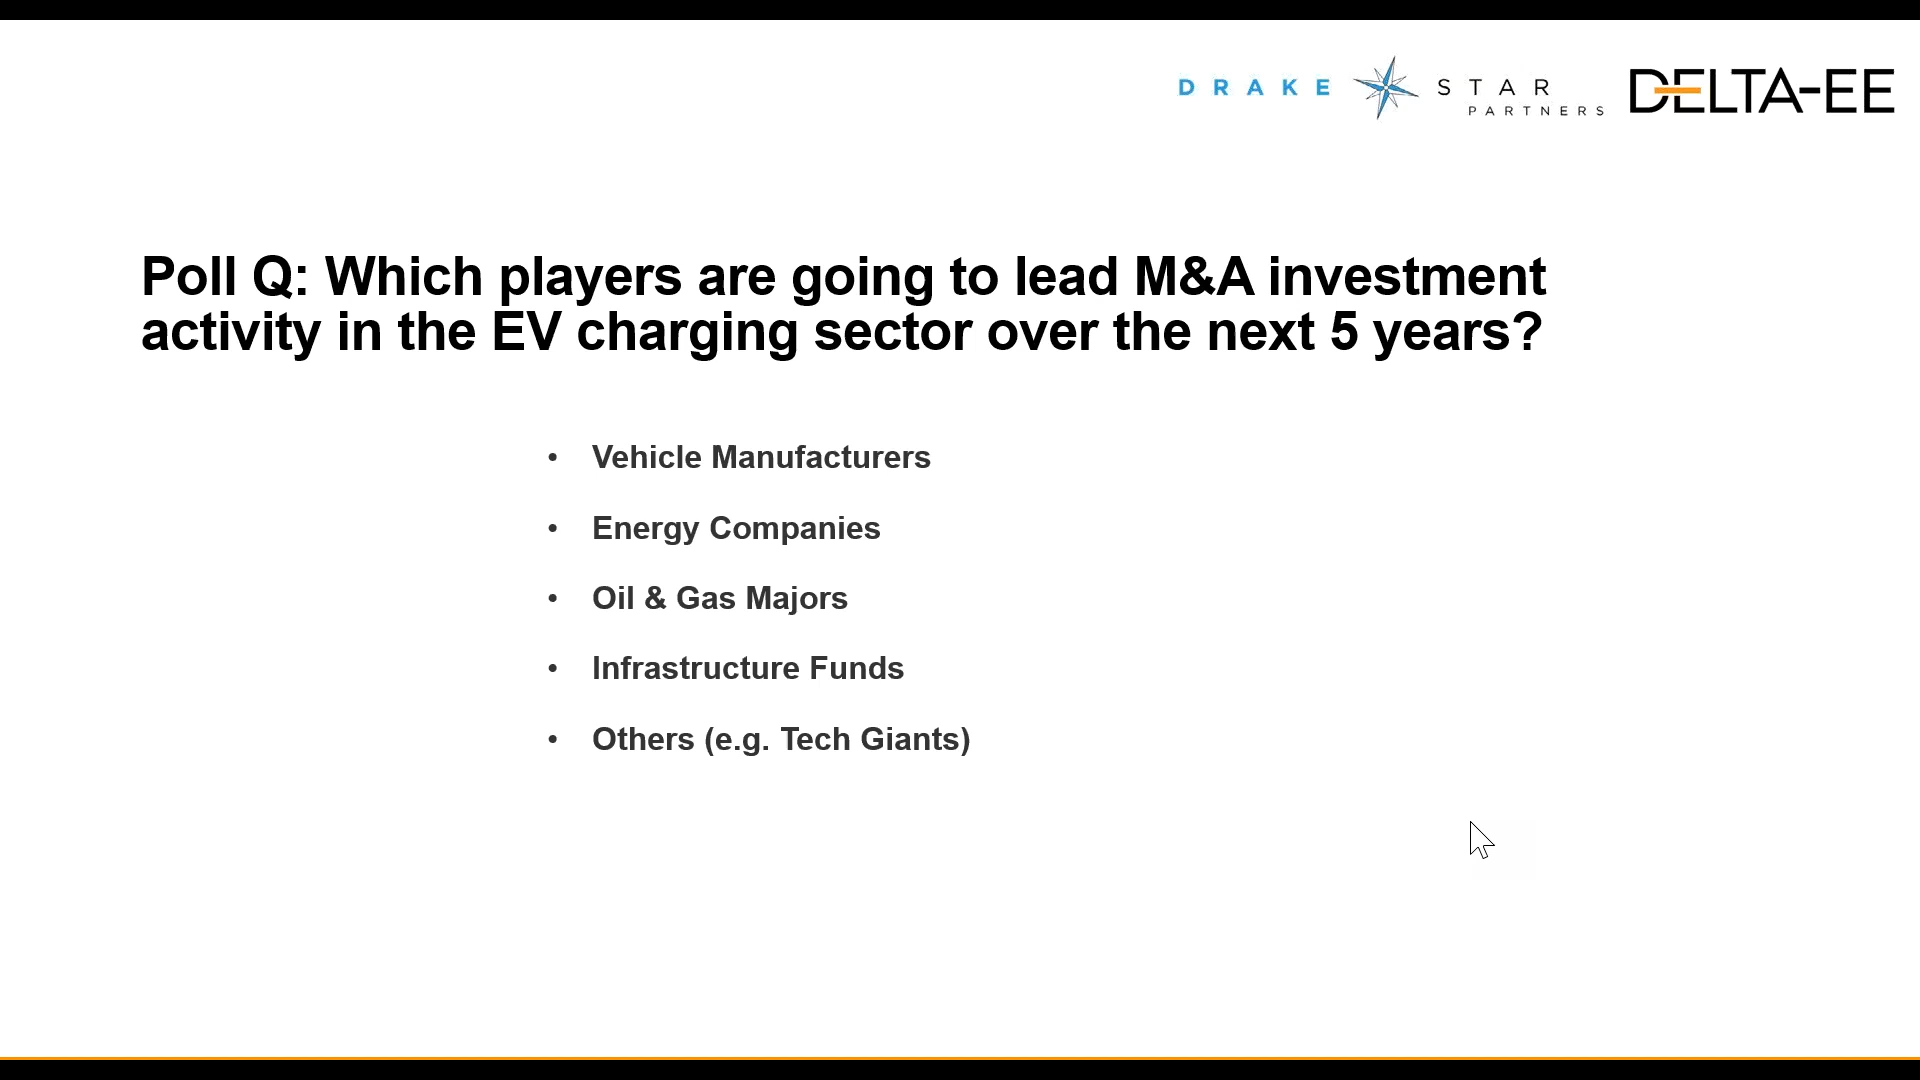 DRAKE STAR
PARTNERS
DELTA-EE
Poll Q: Which players are going to lead M&A investment
activity in the EV charging sector over the next 5 years?
• Vehicle Manufacturers
• Energy Companies
• Oil & Gas Majors
• Infrastructure Funds
• Others (e.g. Tech Giants)